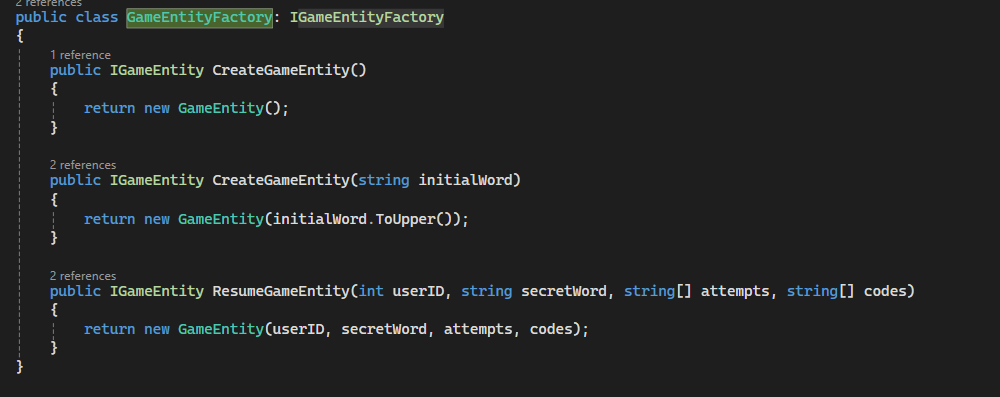 2 references
public class GameEntityFactory: IGameEntityFactory
{
1 reference
public IGameEntity CreateGameEntity()
{
return new GameEntity();
}
2 references
public IGameEntity CreateGameEntity(string initialWord)
{
return new GameEntity(initialWord.ToUpper());
}
2 references
public IGameEntity ResumeGameEntity(int userID, string secretWord, string[] attempts, string[] codes)
{
return new GameEntity(userID, secretWord, attempts, codes);
}
}